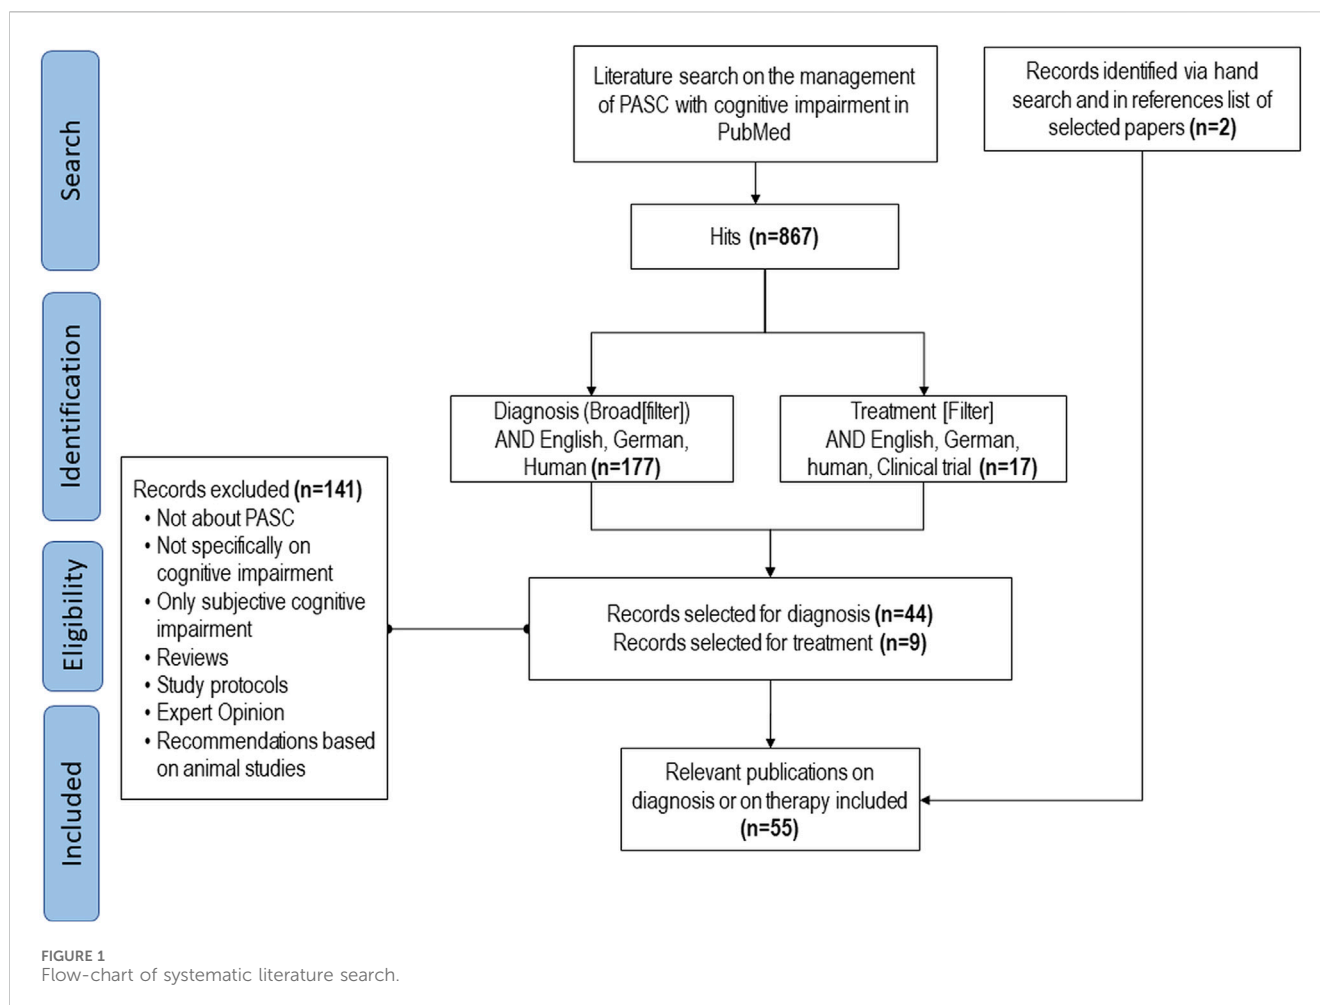 Search
Literature search on the management
of PASC with cognitive impairment in
PubMed
Records identified via hand
search and in references list of
selected papers (n=2)
Hits (n=867)
Identification
Diagnosis (Broad[filter])
AND English, German,
Human (n=177)
Treatment [Filter]
AND English, German,
human, Clinical trial (n=17)
Records excluded (n=141)
• Not about PASC
• Not specifically on
cognitive impairment
• Only subjective cognitive
impairment
• Reviews
• Study protocols
• Expert Opinion
• Recommendations based
on animal studies
Eligibility
Records selected for diagnosis (n=44)
Records selected for treatment (n=9)
Included
Relevant publications on
diagnosis or on therapy included
(n=55)
FIGURE 1
Flow-chart of systematic literature search.